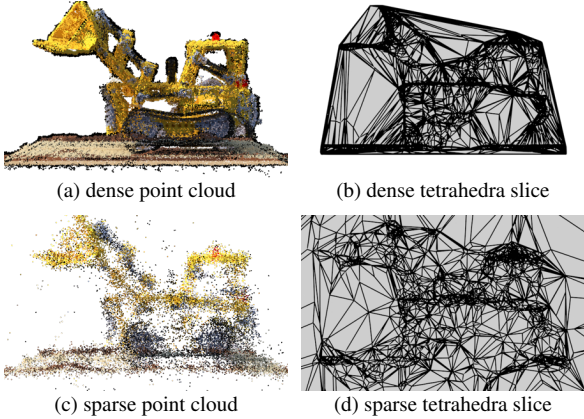 (a) dense point cloud
(b) dense tetrahedra slice
(c) sparse point cloud
(d) sparse tetrahedra slice